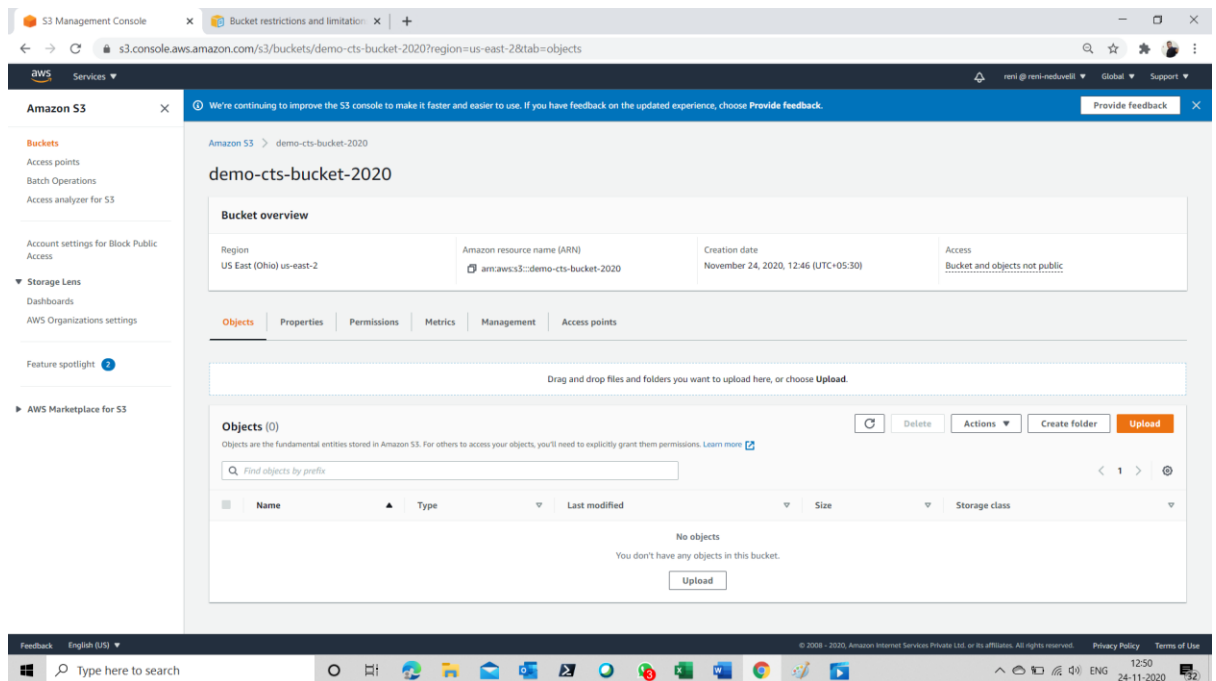 S3 Management Console
Bucket restrictions and limitation
s3.console.aws.amazon.com/s3/buckets/demo-cts-bucket-2020?region=us-east-2&tab=objects
aws Services reni @ reni-neduvelil Global Support
Amazon S3
We're continuing to improve the S3 console to make it faster and easier to use. If you have feedback on the updated experience, choose Provide feedback.
Provide feedback
Buckets
Access points
Batch Operations
Access analyzer for S3
Account settings for Block Public
Access
Storage Lens
Dashboards
AWS Organizations settings
Feature spotlight 2
AWS Marketplace for S3
Amazon S3 > demo-cts-bucket-2020
demo-cts-bucket-2020
Bucket overview
Region
US East (Ohio) us-east-2
Amazon resource name (ARN)
arn:aws:s3:::demo-cts-bucket-2020
Creation date
November 24, 2020, 12:46 (UTC+05:30)
Access
Bucket and objects not public
Objects Properties Permissions Metrics Management Access points
Drag and drop files and folders you want to upload here, or choose Upload.
Objects (0)
Delete Actions Create folder Upload
Objects are the fundamental entities stored in Amazon S3. For others to access your objects, you'll need to explicitly grant them permissions. Learn more
Find objects by prefix
< 1 >
Name Type Last modified Size Storage class
No objects
You don't have any objects in this bucket.
Upload
Feedback English (US) © 2008 - 2020, Amazon Internet Services Private Ltd. or its affiliates. All rights reserved. Privacy Policy Terms of Use
Type here to search
ENG
12:50
24-11-2020
32